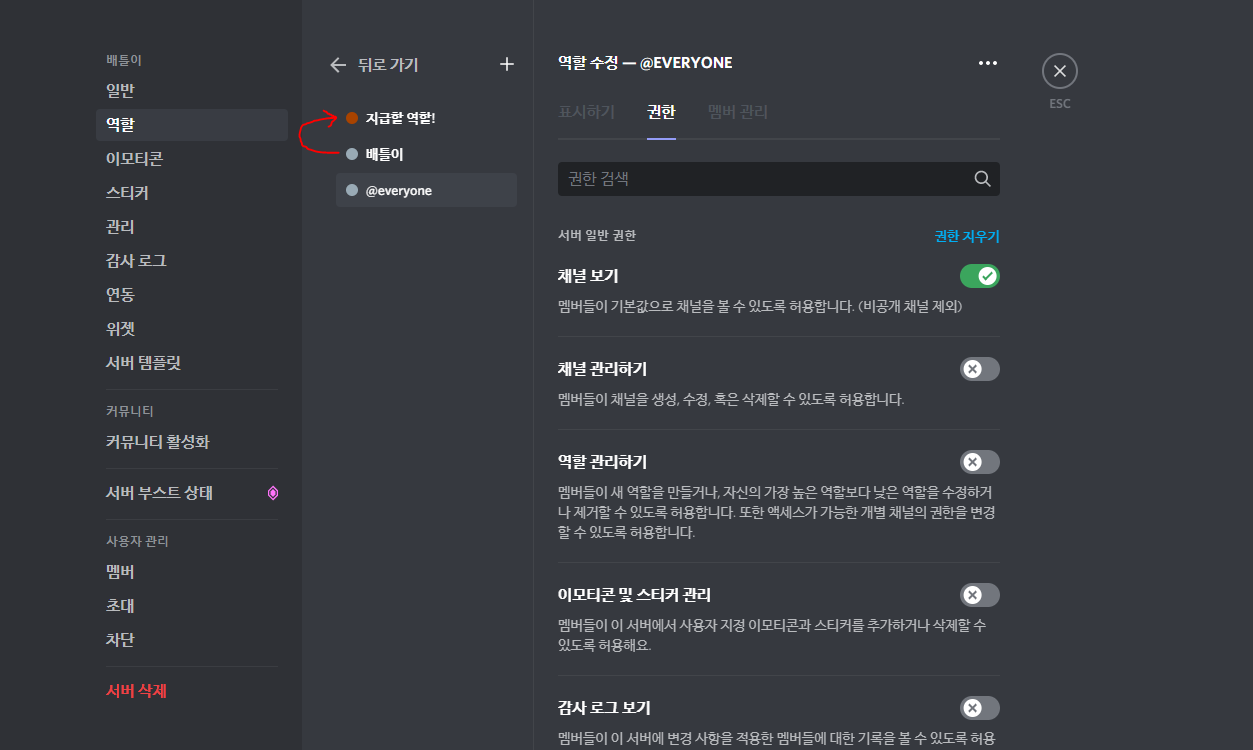 배틀이
일반
역할
이모티콘
스티커
관리
감사 로그
연동
위젯
서버 템플릿
커뮤니티
커뮤니티 활성화
서버 부스트 상태
사용자 관리
멤버
초대
차단
서버 삭제
뒤로 가기
지급할 역할!
배틀이
@everyone
역할 수정 — @EVERYONE
ESC
표시하기 권한 멤버 관리
권한 검색
서버 일반 권한 권한 지우기
채널 보기
멤버들이 기본값으로 채널을 볼 수 있도록 허용합니다. (비공개 채널 제외)
채널 관리하기
멤버들이 채널을 생성, 수정, 혹은 삭제할 수 있도록 허용합니다.
역할 관리하기
멤버들이 새 역할을 만들거나, 자신의 가장 높은 역할보다 낮은 역할을 수정하거
나 제거할 수 있도록 허용합니다. 또한 액세스가 가능한 개별 채널의 권한을 변경
할 수 있도록 허용합니다.
이모티콘 및 스티커 관리
멤버들이 이 서버에서 사용자 지정 이모티콘과 스티커를 추가하거나 삭제할 수
있도록 허용해요.
감사 로그 보기
멤버들이 이 서버에 변경 사항을 적용한 멤버들에 대한 기록을 볼 수 있도록 허용